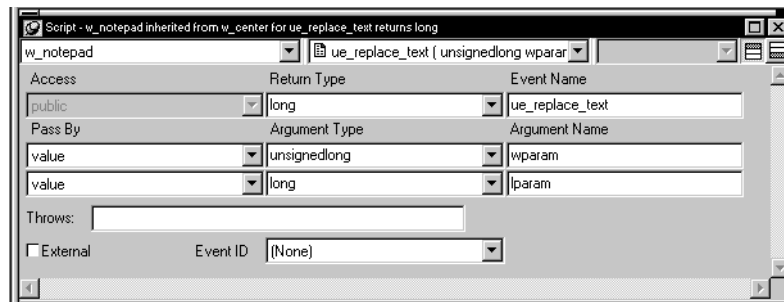 Script - w_notepad inherited from w_center for ue_replace_text returns long
w_notepad ue_replace_text ( unsignedlong wparar
Access Return Type Event Name
public long ue_replace_text
Pass By Argument Type Argument Name
value unsignedlong wparam
value long lparam
Throws:
External Event ID (None)